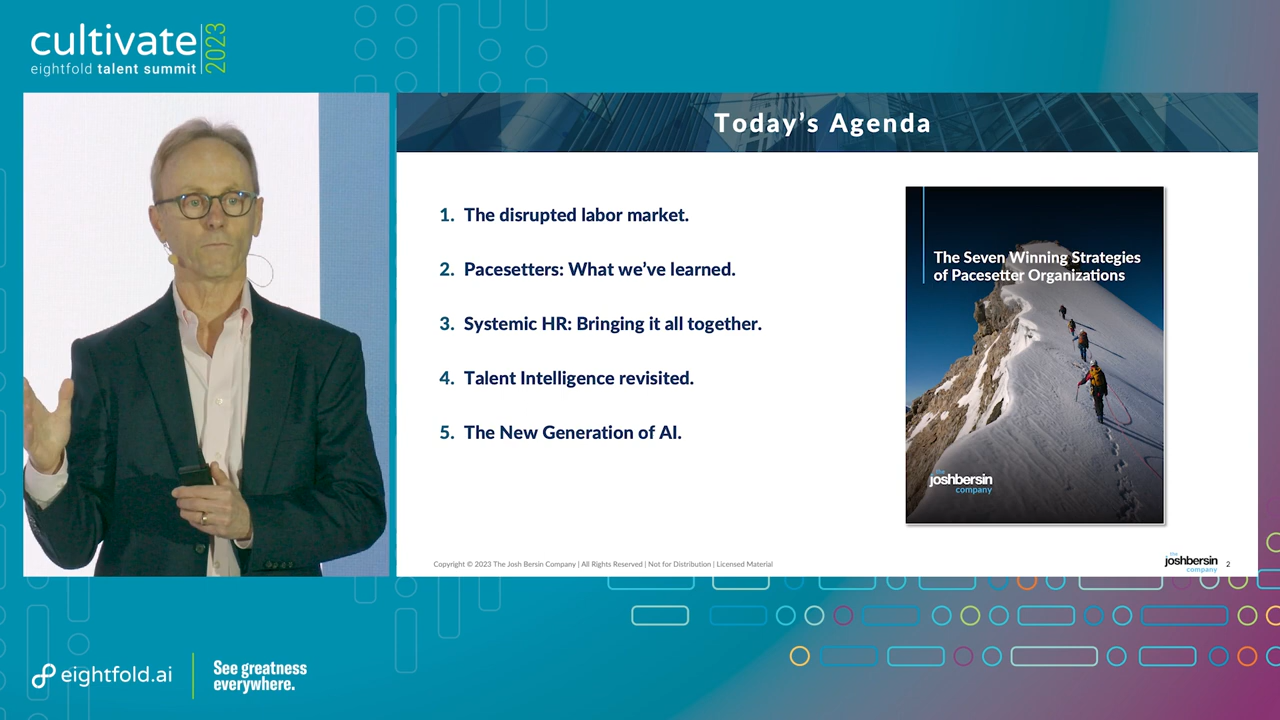 cultivate
2023
eightfold talent summit
Today's Agenda
1. The disrupted labor market.
2. Pacesetters: What we've learned.
3. Systemic HR: Bringing it all together.
4. Talent Intelligence revisited.
5. The New Generation of AI.
The Seven Winning Strategies
of Pacesetter Organizations
the
joshbersin
company
Copyright © 2023 The Josh Bersin Company | All Rights Reserved | Not for Distribution | Licensed Material
the
joshbersin
company
2
eightfold.ai
See greatness
everywhere.